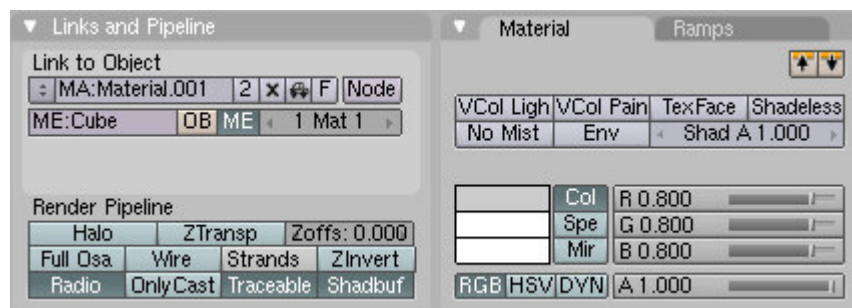 Links and Pipeline
Link to Object
MA:Material.001 2 X F Node
ME:Cube OB ME 1 Mat 1
Render Pipeline
Halo ZTransp Zoffs: 0.000
Full Osa Wire Strands ZInvert
Radio OnlyCast Traceable Shadbuf
Material Ramps
VCol Ligh VCol Pain TexFace Shadeless
No Mist Env Shad A 1.000
Col R 0.800
Spe G 0.800
Mir B 0.800
RGB HSV DYN A 1.000